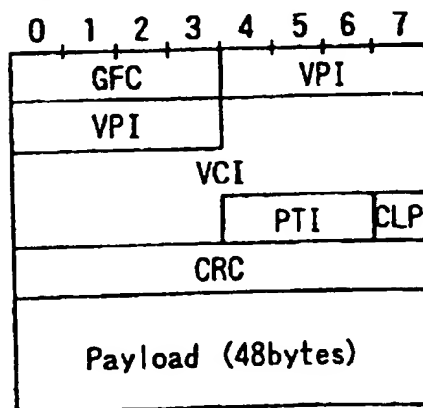 0 1 2 3 4 5 6 7
GFC VPI
VPI
VCI
PTI CLP
CRC
Payload (48bytes)